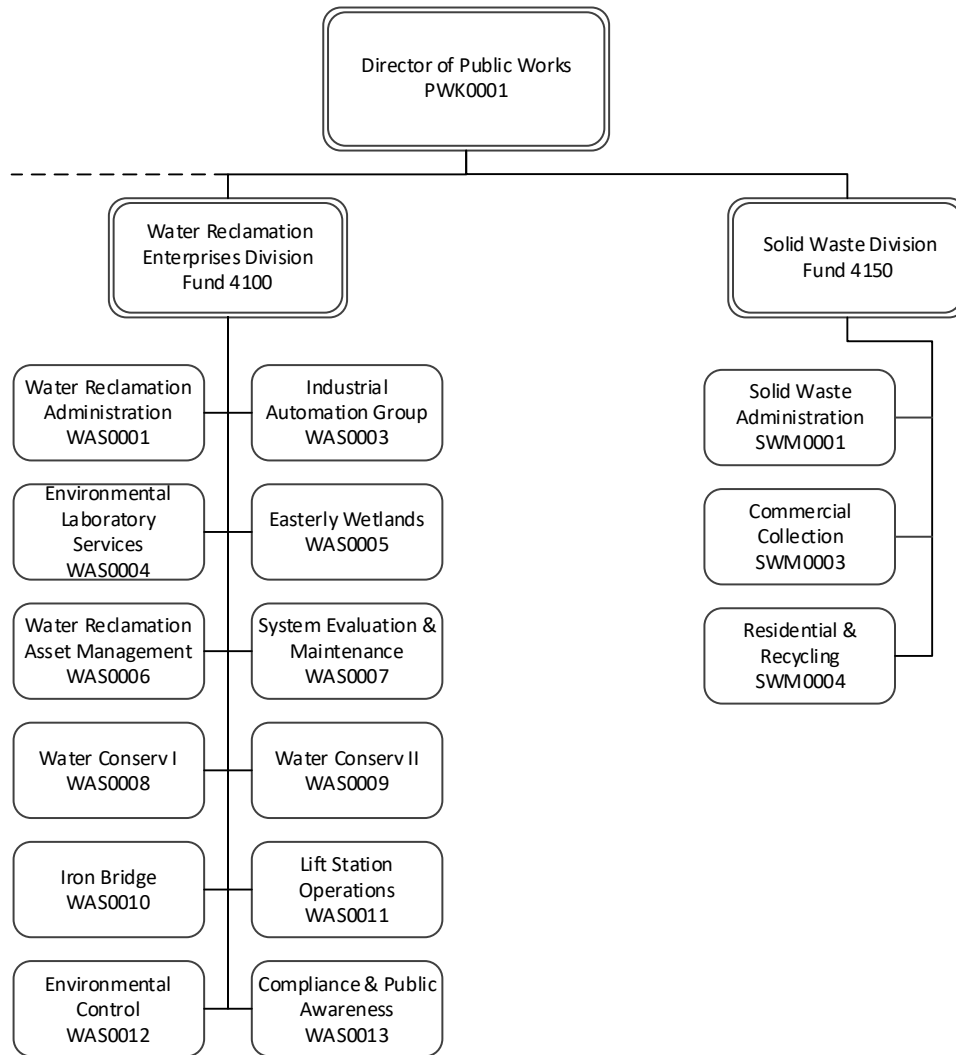 Director of Public Works
PWK0001
Water Reclamation
Enterprises Division
Fund 4100
Solid Waste Division
Fund 4150
Water Reclamation
Administration
WAS0001
Industrial
Automation Group
WAS0003
Solid Waste
Administration
SWM0001
Environmental
Laboratory
Services
WAS0004
Easterly Wetlands
WAS0005
Commercial
Collection
SWM0003
Water Reclamation
Asset Management
WAS0006
System Evaluation &
Maintenance
WAS0007
Residential &
Recycling
SWM0004
Water Conserv I
WAS0008
Water Conserv II
WAS0009
Iron Bridge
WAS0010
Lift Station
Operations
WAS0011
Environmental
Control
WAS0012
Compliance & Public
Awareness
WAS0013